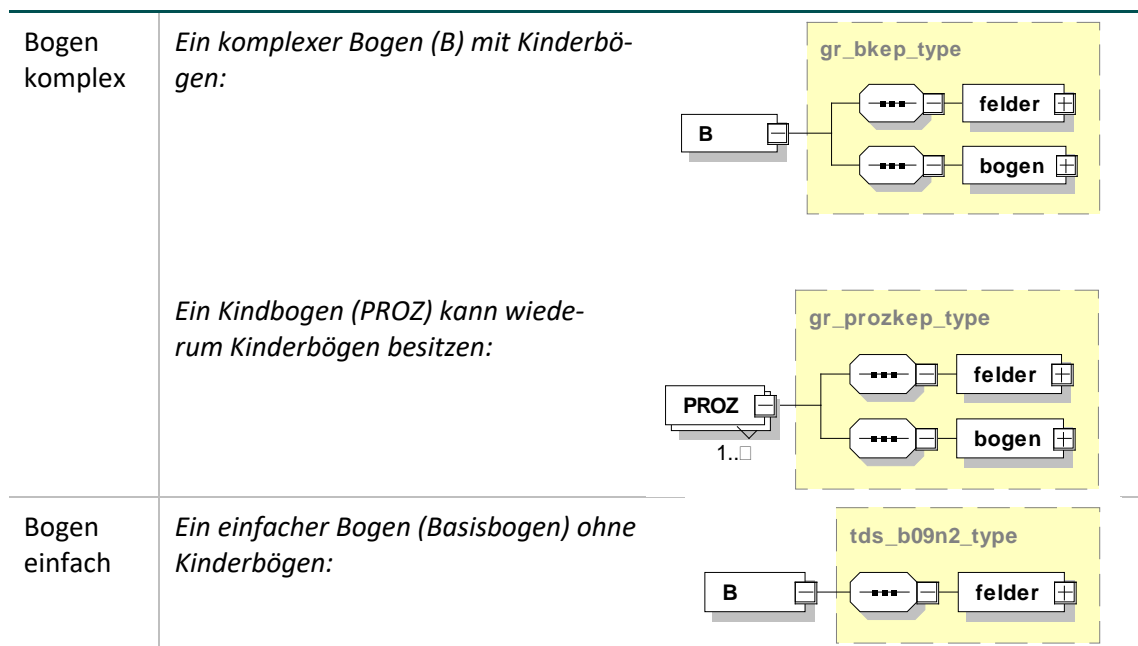 Bogen
komplex
Ein komplexer Bogen (B) mit Kinderbö-
gen:
gr_bkep_type
felder
B
bogen
Ein Kindbogen (PROZ) kann wiede-
rum Kinderbögen besitzen:
gr_prozkep_type
felder
PROZ
bogen
1..□
Bogen
einfach
Ein einfacher Bogen (Basisbogen) ohne
Kinderbögen:
tds_b09n2_type
B
felder